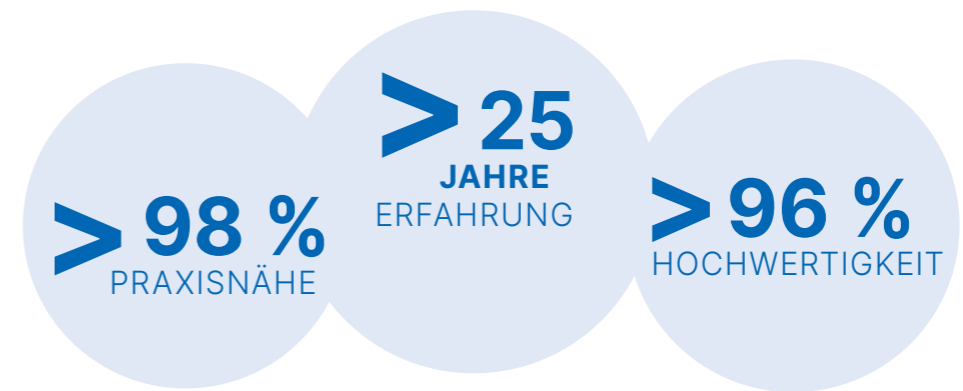 > 98 %
PRAXISNÄHE
> 25
JAHRE
ERFAHRUNG
> 96 %
HOCHWERTIGKEIT